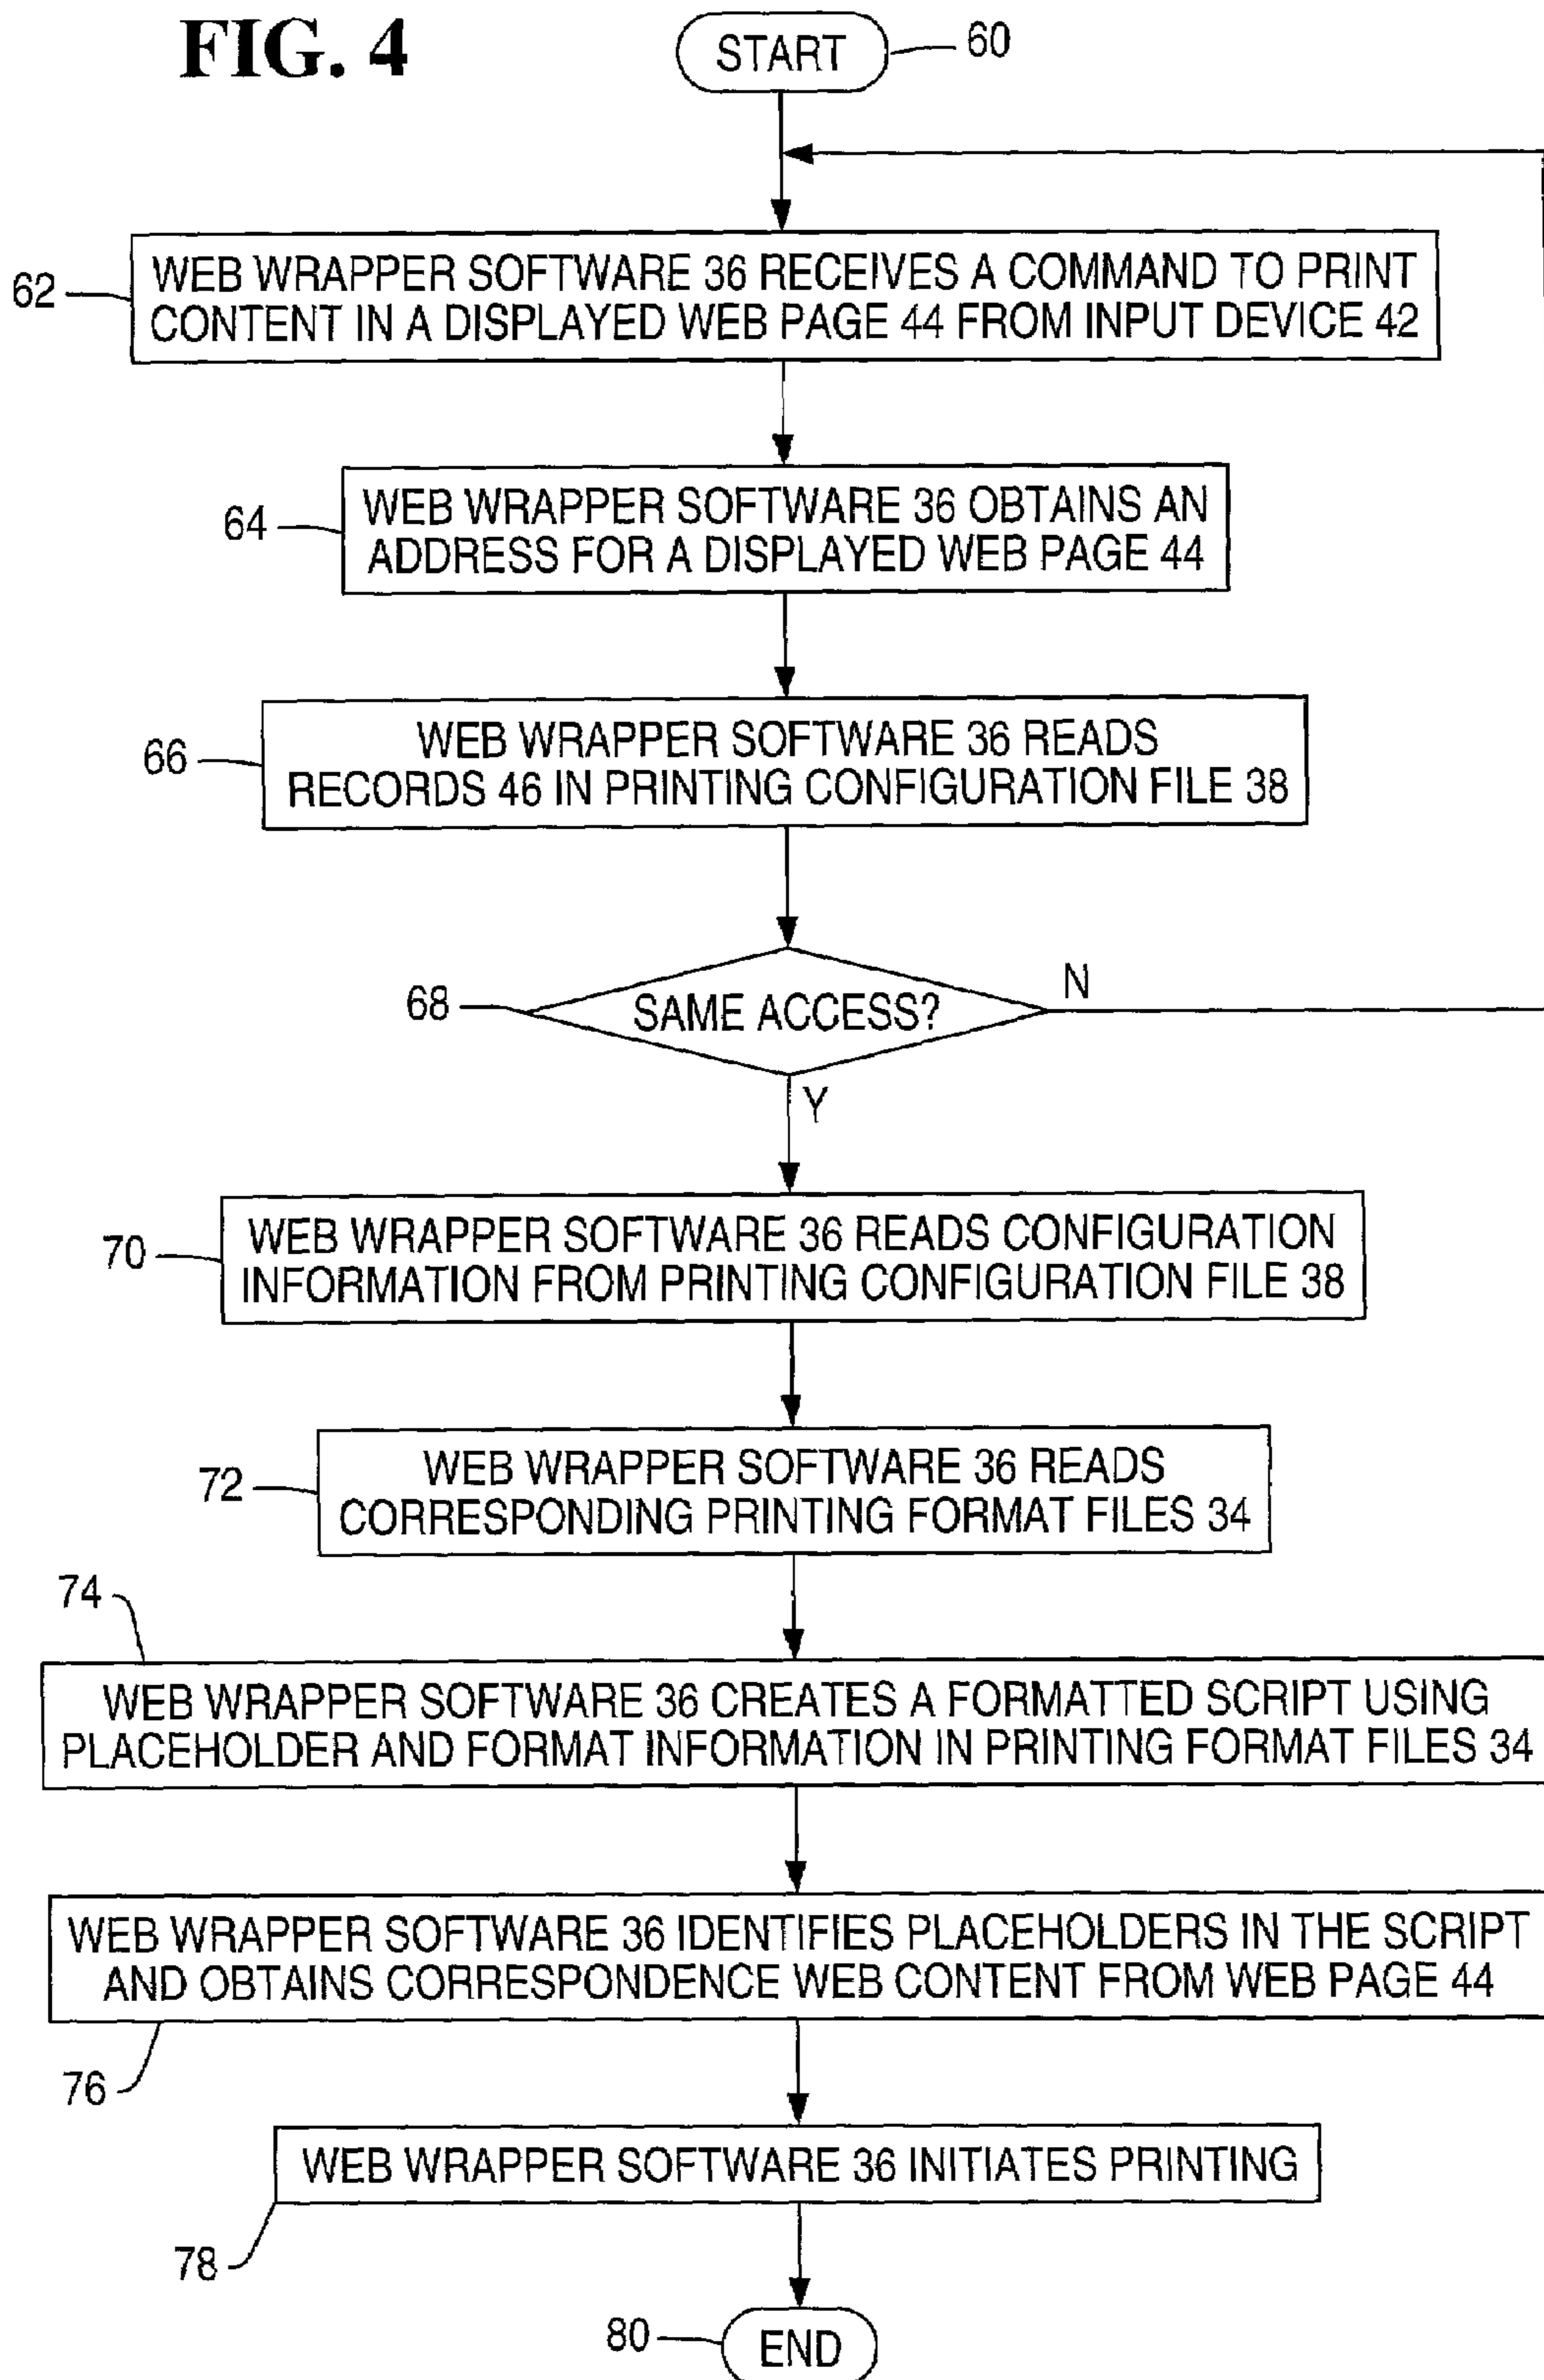 FIG. 4
START
60
62
WEB WRAPPER SOFTWARE 36 RECEIVES A COMMAND TO PRINT
CONTENT IN A DISPLAYED WEB PAGE 44 FROM INPUT DEVICE 42
64
WEB WRAPPER SOFTWARE 36 OBTAINS AN
ADDRESS FOR A DISPLAYED WEB PAGE 44
66
WEB WRAPPER SOFTWARE 36 READS
RECORDS 46 IN PRINTING CONFIGURATION FILE 38
68
SAME ACCESS?
N
Y
70
WEB WRAPPER SOFTWARE 36 READS CONFIGURATION
INFORMATION FROM PRINTING CONFIGURATION FILE 38
72
WEB WRAPPER SOFTWARE 36 READS
CORRESPONDING PRINTING FORMAT FILES 34
74
WEB WRAPPER SOFTWARE 36 CREATES A FORMATTED SCRIPT USING
PLACEHOLDER AND FORMAT INFORMATION IN PRINTING FORMAT FILES 34
WEB WRAPPER SOFTWARE 36 IDENTIFIES PLACEHOLDERS IN THE SCRIPT
AND OBTAINS CORRESPONDENCE WEB CONTENT FROM WEB PAGE 44
76
WEB WRAPPER SOFTWARE 36 INITIATES PRINTING
78
80
END